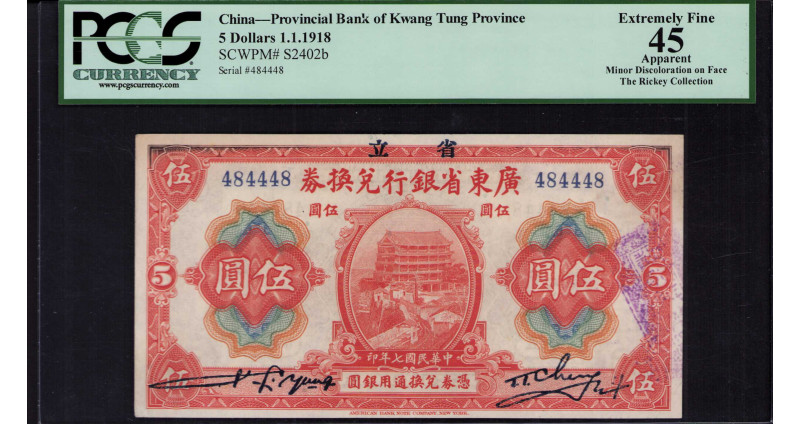 PCGS
CURRENCY
www.pcgscurrency.com
China—Provincial Bank of Kwang Tung Province
5 Dollars 1.1.1918
SCWPM# S2402b
Serial #484448
Extremely Fine
45
Apparent
Minor Discoloration on Face
The Rickey Collection
立 省
伍 伍
484448 券換兌行銀省東廣 484448
圓伍 圓伍
圓伍 圓伍
5 5
印年七國民華中
伍 圓銀用通換兌券憑 伍
AMERICAN BANK NOTE COMPANY, NEW YORK.